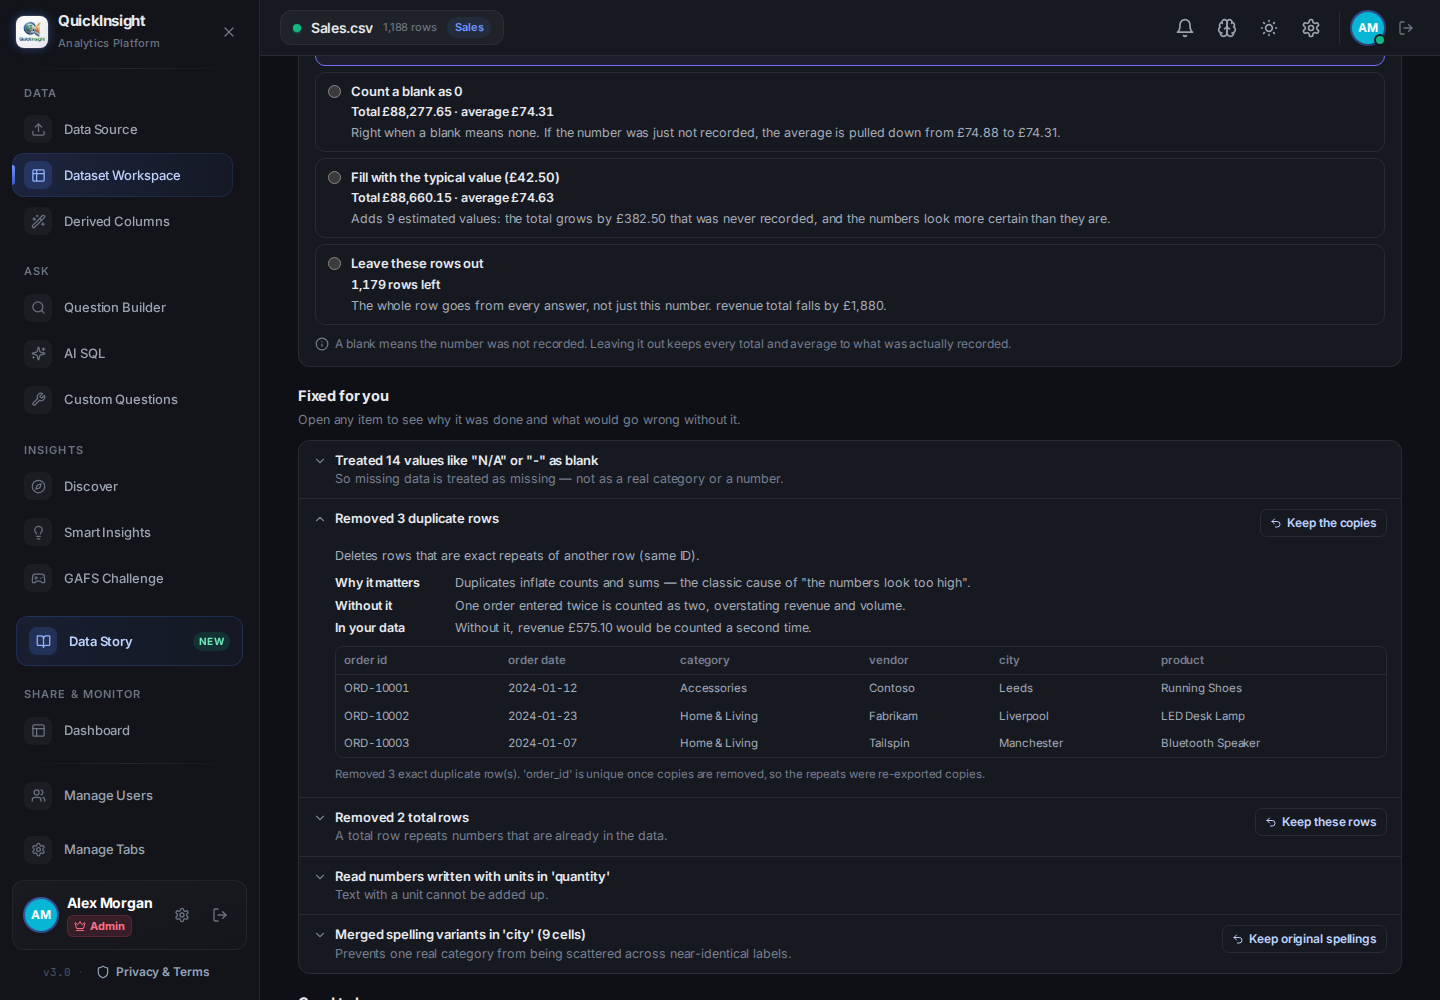 QuickInsight
Analytics Platform
DATA
Data Source
Dataset Workspace
Derived Columns
ASK
Question Builder
AI SQL
Custom Questions
INSIGHTS
Discover
Smart Insights
GAFS Challenge
Data Story NEW
SHARE & MONITOR
Dashboard
Manage Users
Manage Tabs
AM Alex Morgan
Admin
v3.0 · Privacy & Terms
Sales.csv 1,188 rows Sales
AM
Count a blank as 0
Total £88,277.65 · average £74.31
Right when a blank means none. If the number was just not recorded, the average is pulled down from £74.88 to £74.31.
Fill with the typical value (£42.50)
Total £88,660.15 · average £74.63
Adds 9 estimated values: the total grows by £382.50 that was never recorded, and the numbers look more certain than they are.
Leave these rows out
1,179 rows left
The whole row goes from every answer, not just this number. revenue total falls by £1,880.
A blank means the number was not recorded. Leaving it out keeps every total and average to what was actually recorded.
Fixed for you
Open any item to see why it was done and what would go wrong without it.
Treated 14 values like "N/A" or "-" as blank
So missing data is treated as missing — not as a real category or a number.
Removed 3 duplicate rows
Keep the copies
Deletes rows that are exact repeats of another row (same ID).
Why it matters Duplicates inflate counts and sums — the classic cause of "the numbers look too high".
Without it One order entered twice is counted as two, overstating revenue and volume.
In your data Without it, revenue £575.10 would be counted a second time.
order id order date category vendor city product
ORD-10001 2024-01-12 Accessories Contoso Leeds Running Shoes
ORD-10002 2024-01-23 Home & Living Fabrikam Liverpool LED Desk Lamp
ORD-10003 2024-01-07 Home & Living Tailspin Manchester Bluetooth Speaker
Removed 3 exact duplicate row(s). 'order_id' is unique once copies are removed, so the repeats were re-exported copies.
Removed 2 total rows
Keep these rows
A total row repeats numbers that are already in the data.
Read numbers written with units in 'quantity'
Text with a unit cannot be added up.
Merged spelling variants in 'city' (9 cells)
Keep original spellings
Prevents one real category from being scattered across near-identical labels.